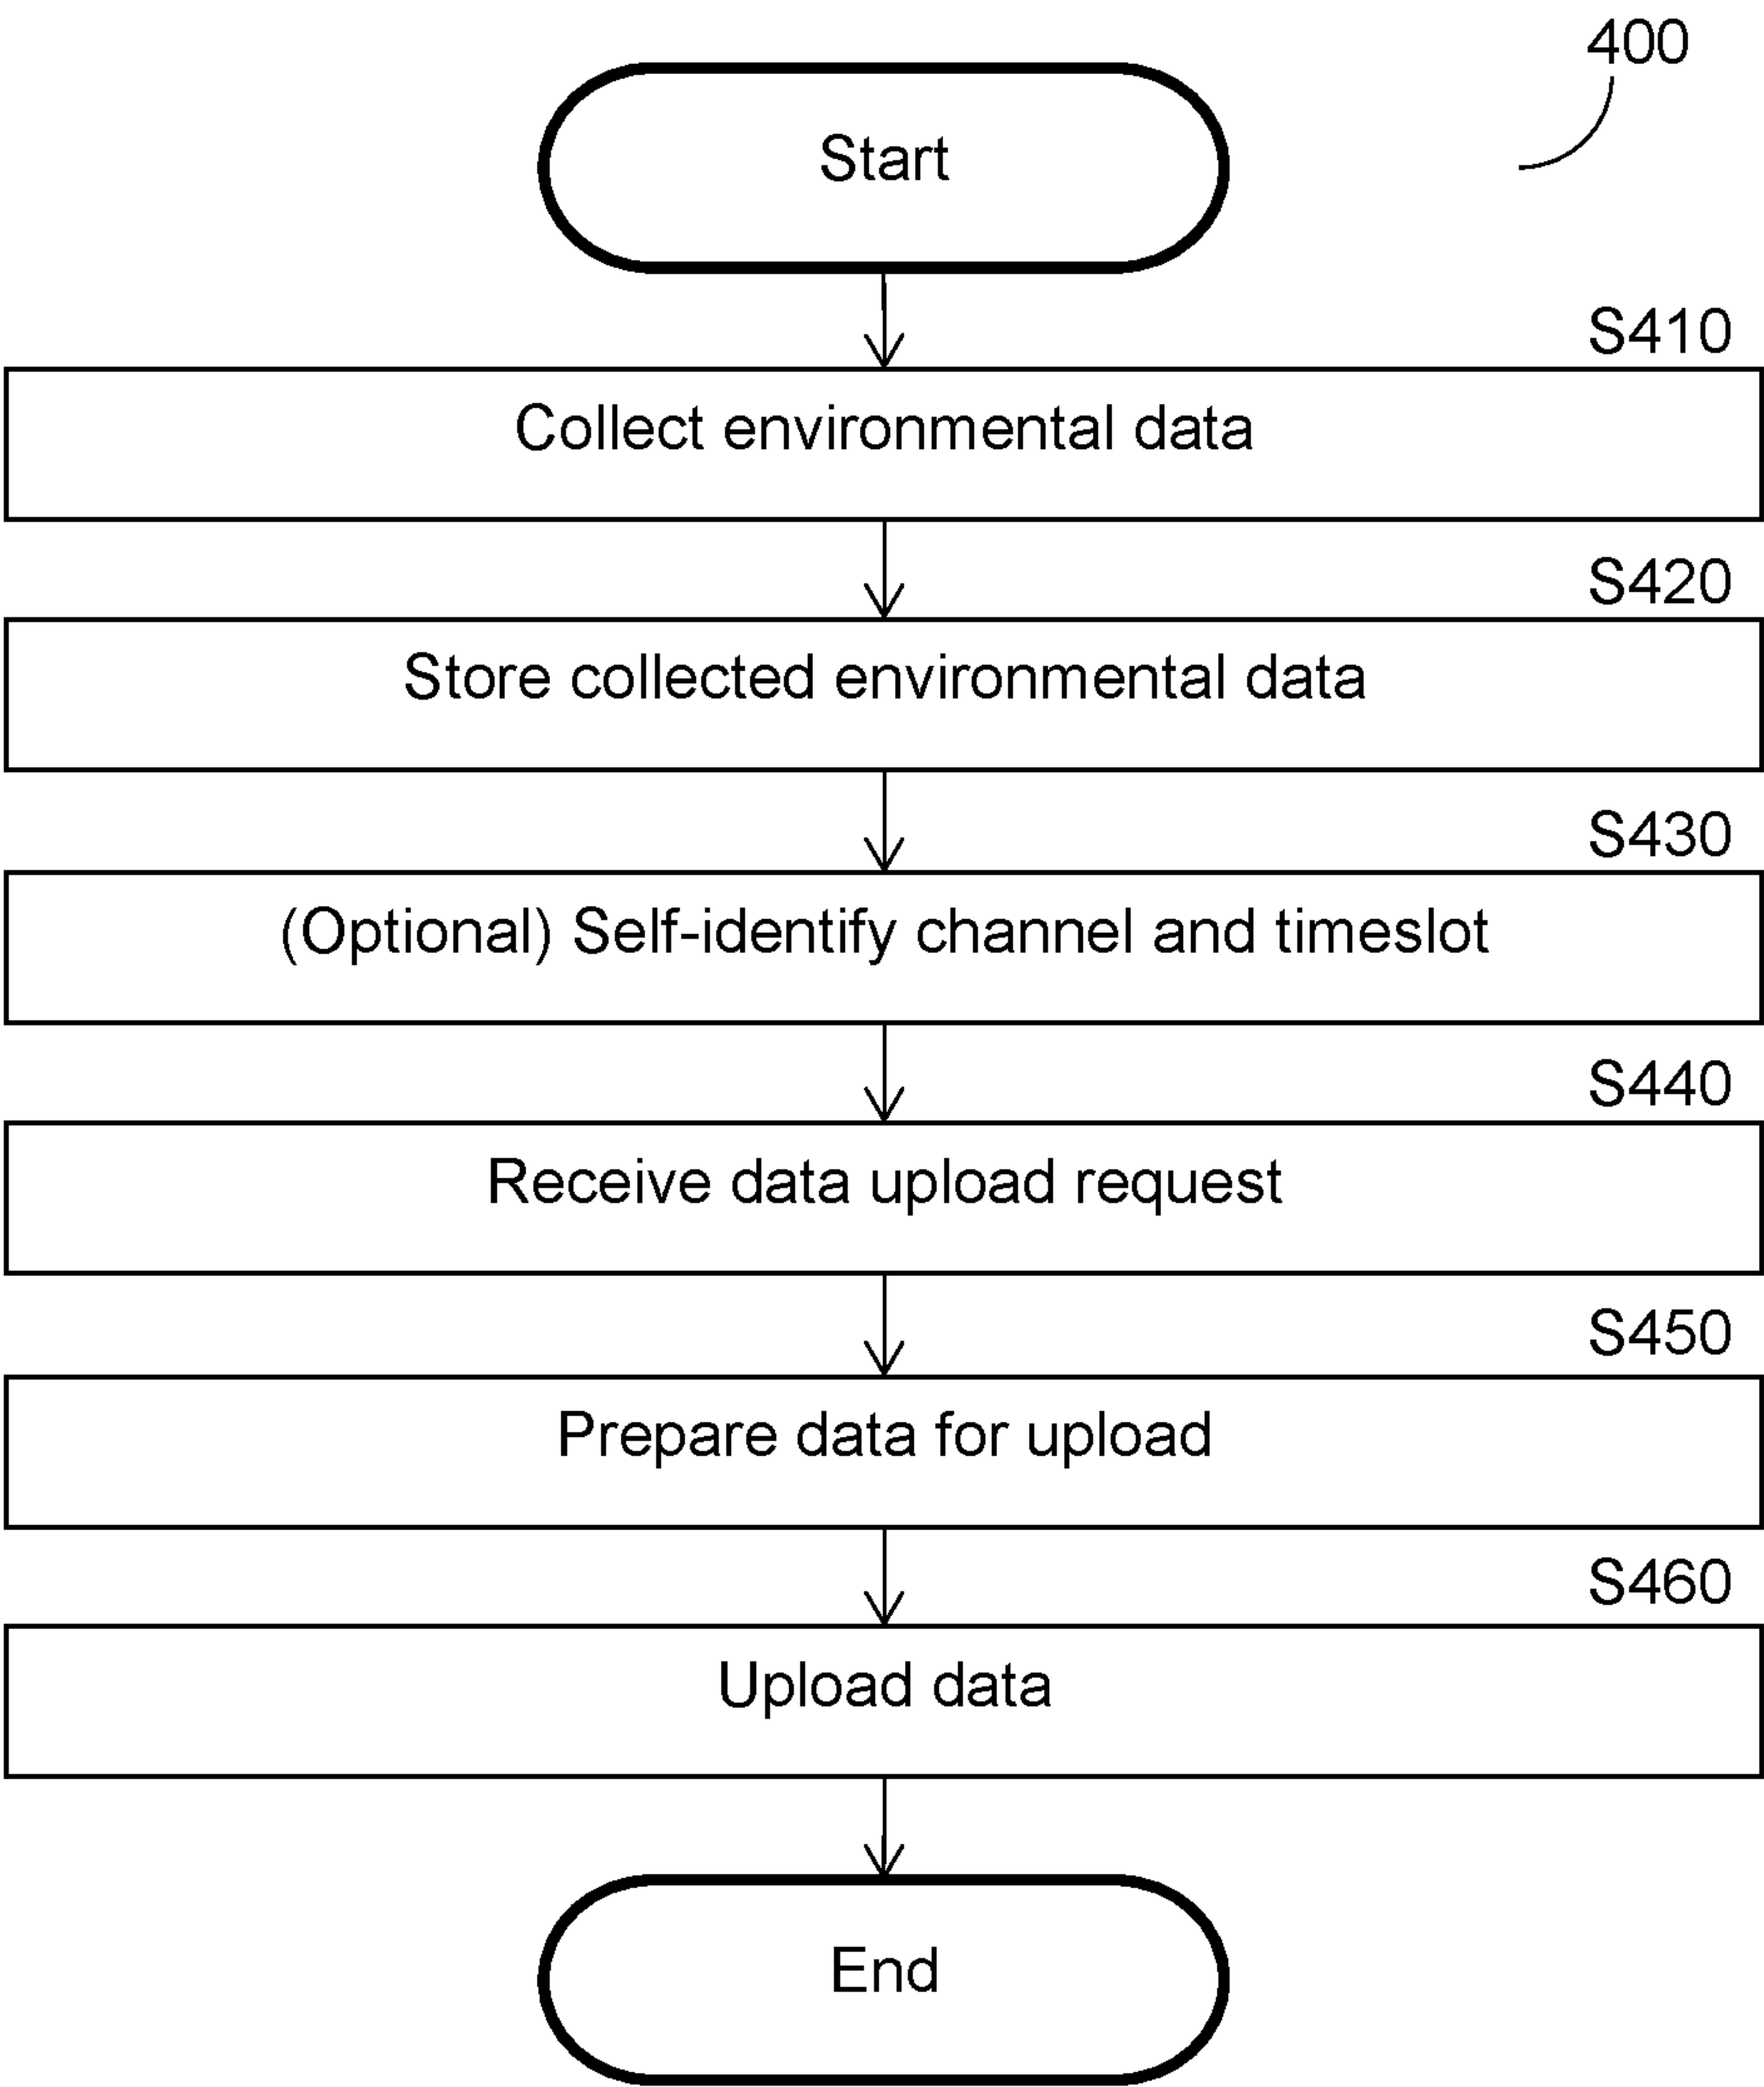 400
Start
S410
Collect environmental data
S420
Store collected environmental data
S430
(Optional) Self-identify channel and timeslot
S440
Receive data upload request
S450
Prepare data for upload
S460
Upload data
End